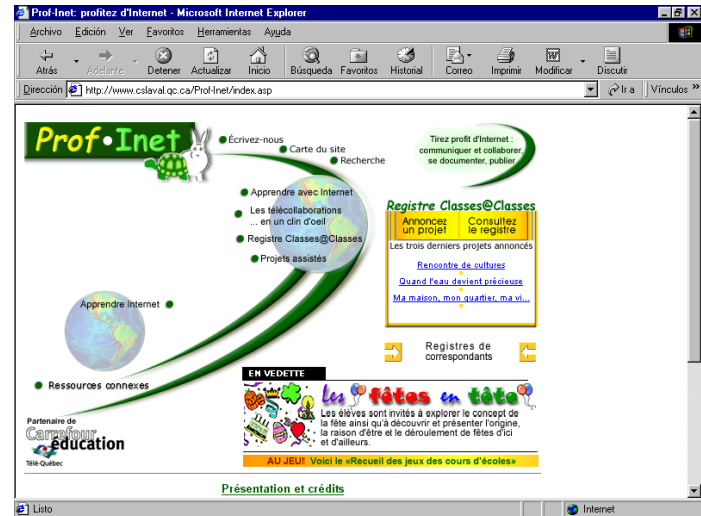 Prof-Inet: profitez d'Internet - Microsoft Internet Explorer
Archivo Edición Ver Favoritos Herramientas Ayuda
Atrás Adelante Detener Actualizar Inicio Búsqueda Favoritos Historial Correo Imprimir Modificar Discutir
Dirección http://www.cslaval.qc.ca/Prof-Inet/index.asp Ir a Vínculos »
Prof•Inet
Écrivez-nous
Carte du site
Recherche
Tirez profit d'Internet :
communiquer et collaborer,
se documenter, publier
Apprendre avec Internet
Les télécollaborations
... en un clin d'oeil
Registre Classes@Classes
Projets assistés
Registre Classes@Classes
Annoncez un projet
Consultez le registre
Les trois derniers projets annoncés
Rencontre de cultures
Quand l'eau devient précieuse
Ma maison, mon quartier, ma vi...
Apprendre Internet
Registres de
correspondants
Ressources connexes
EN VEDETTE
Les fêtes en tête
Les élèves sont invités à explorer le concept de
la fête ainsi qu'à découvrir et présenter l'origine,
la raison d'être et le déroulement de fêtes d'ici
et d'ailleurs.
AU JEU! Voici le «Recueil des jeux des cours d'écoles»
Partenaire de
Carrefour
éducation
Télé-Québec
Présentation et crédits
Listo Internet